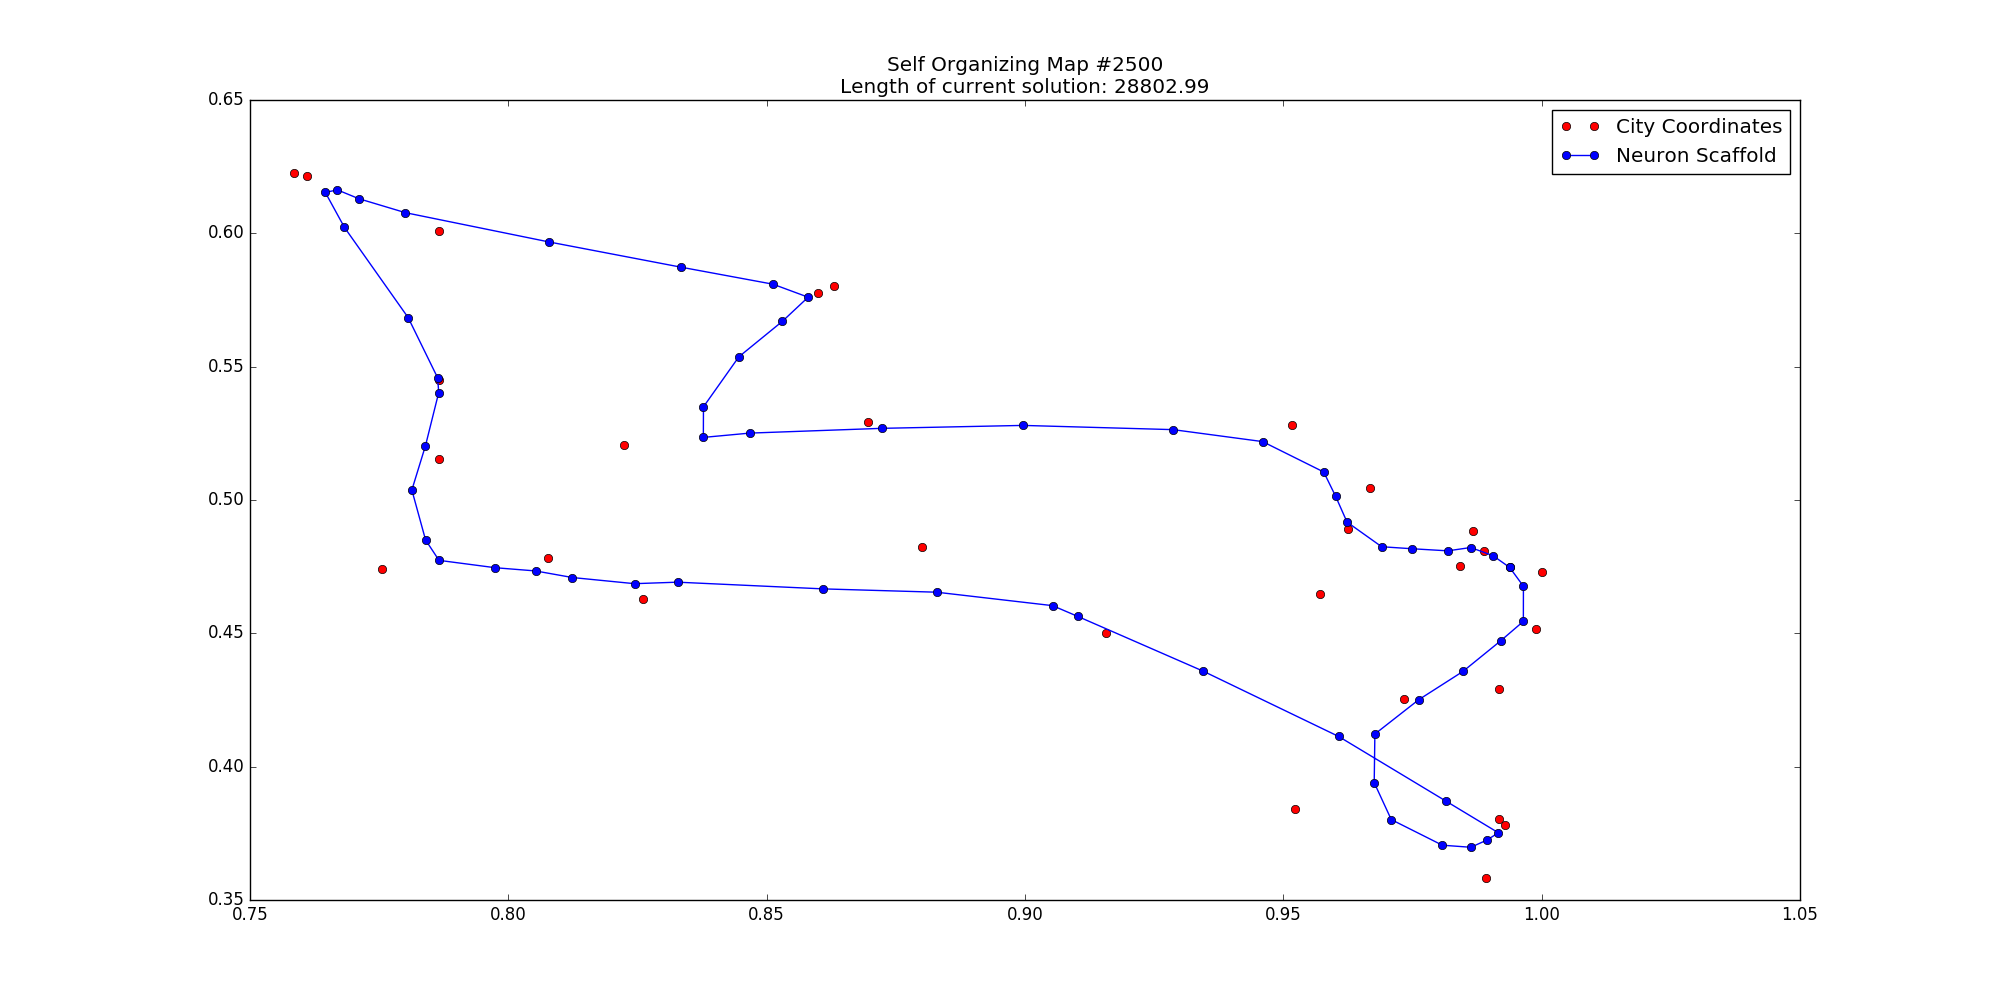 Self Organizing Map #2500
Length of current solution: 28802.99
City Coordinates
Neuron Scaffold
0.65
0.60
0.55
0.50
0.45
0.40
0.35
0.75 0.80 0.85 0.90 0.95 1.00 1.05